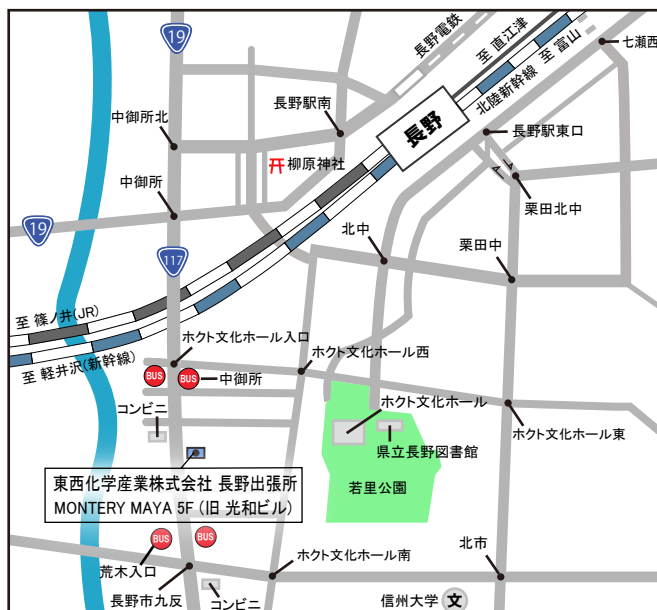 19
長野電鉄
至 直江津
至 富山
北陸新幹線
七瀬西
長野駅南
長野
長野駅東口
中御所北
柳原神社
中御所
栗田北中
19
117
北中
栗田中
至 篠ノ井(JR)
至 軽井沢(新幹線)
ホクト文化ホール入口
ホクト文化ホール西
BUS
BUS
中御所
コンビニ
ホクト文化ホール
県立長野図書館
ホクト文化ホール東
若里公園
東西化学産業株式会社 長野出張所
MONTERY MAYA 5F (旧 光和ビル)
BUS
BUS
荒木入口
ホクト文化ホール南
北市
長野市九反
コンビニ
信州大学
文